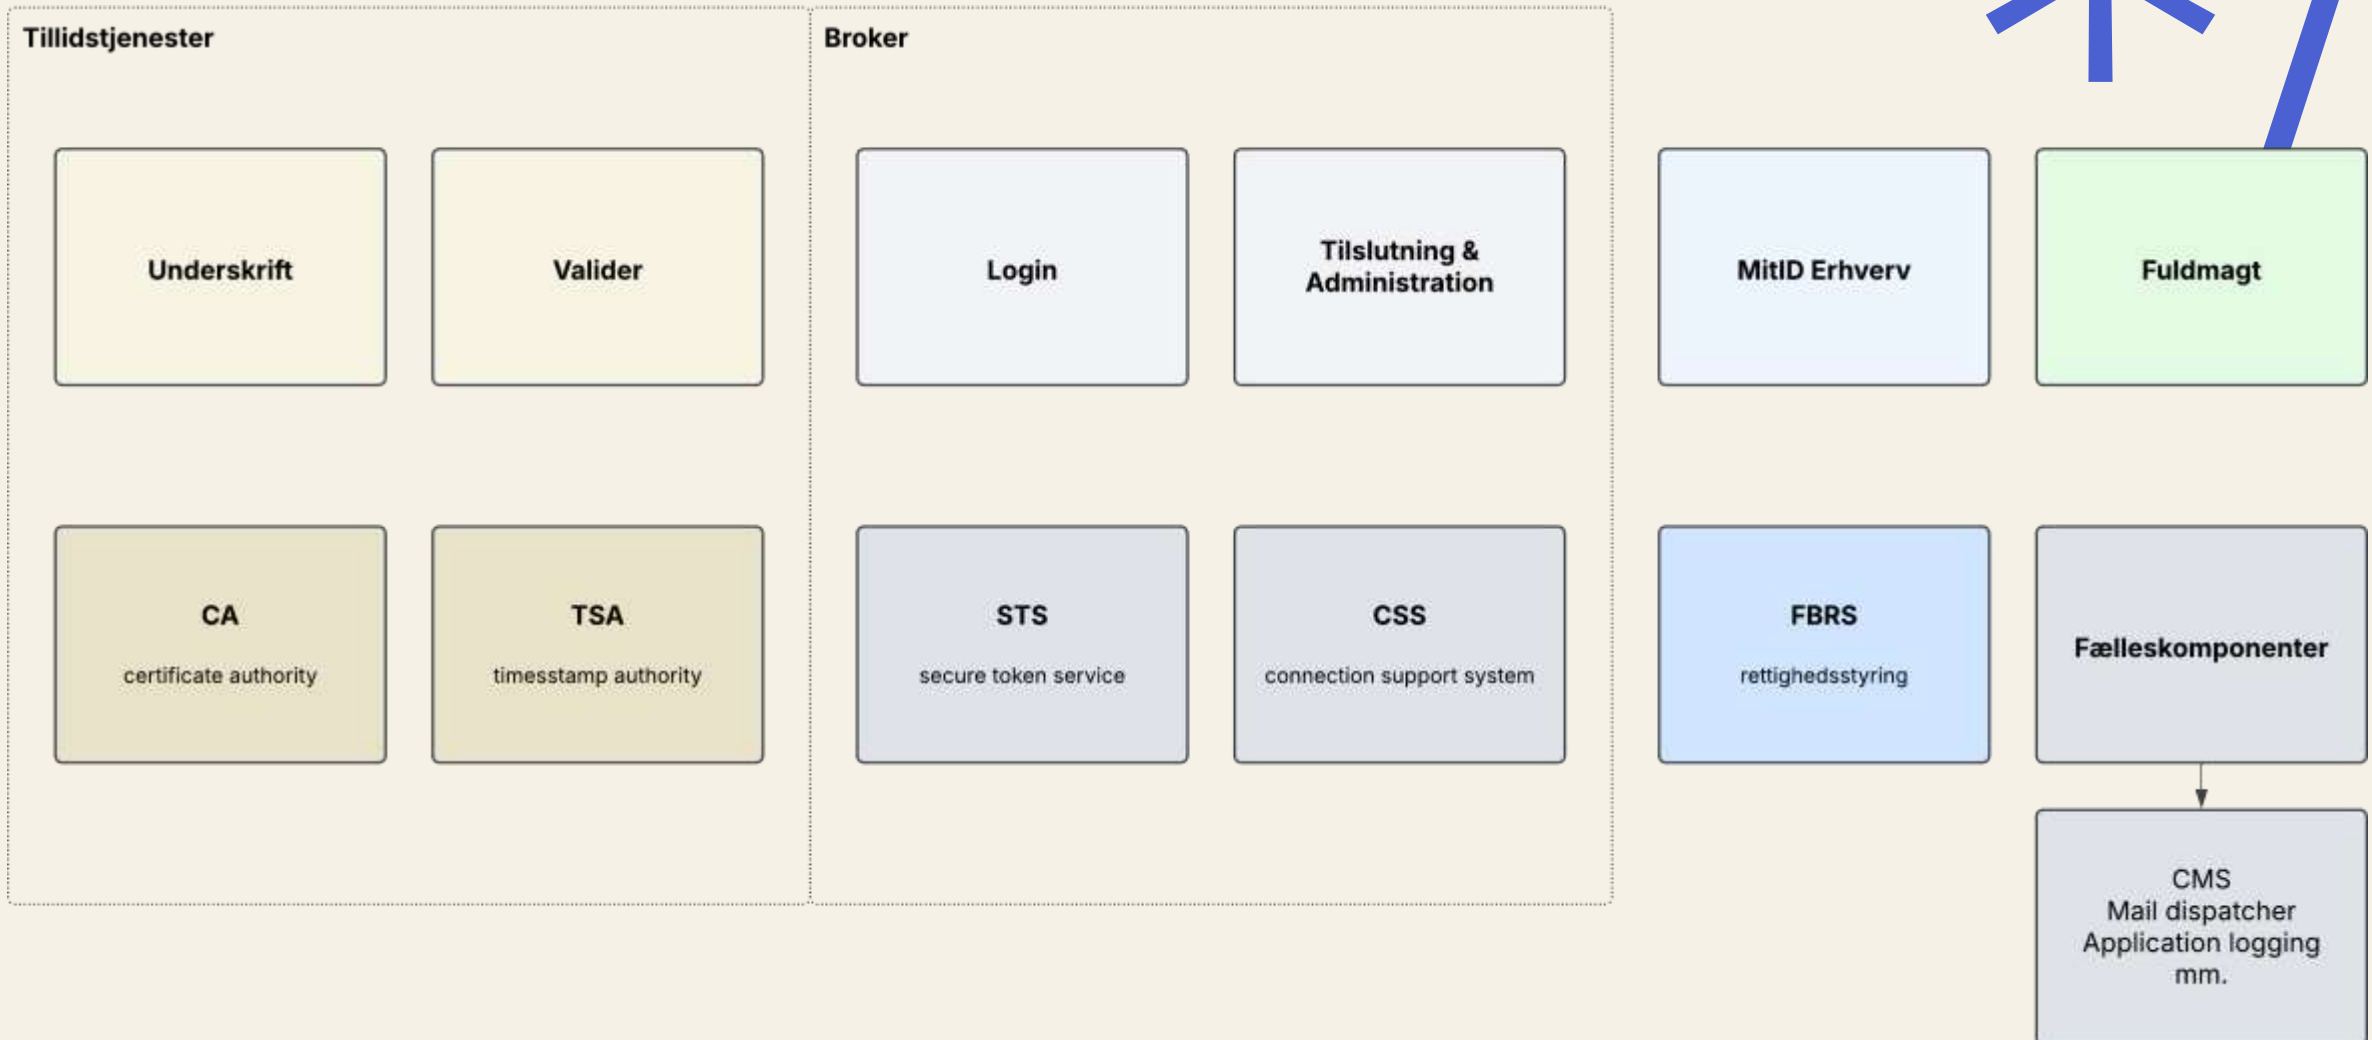 Tillidstjenester
Broker
Underskrift
Valider
Login
Tilslutning &
Administration
MitID Erhverv
Fuldmagt
CA
certificate authority
TSA
timesstamp authority
STS
secure token service
CSS
connection support system
FBRS
rettighedsstyring
Fælleskomponenter
CMS
Mail dispatcher
Application logging
mm.